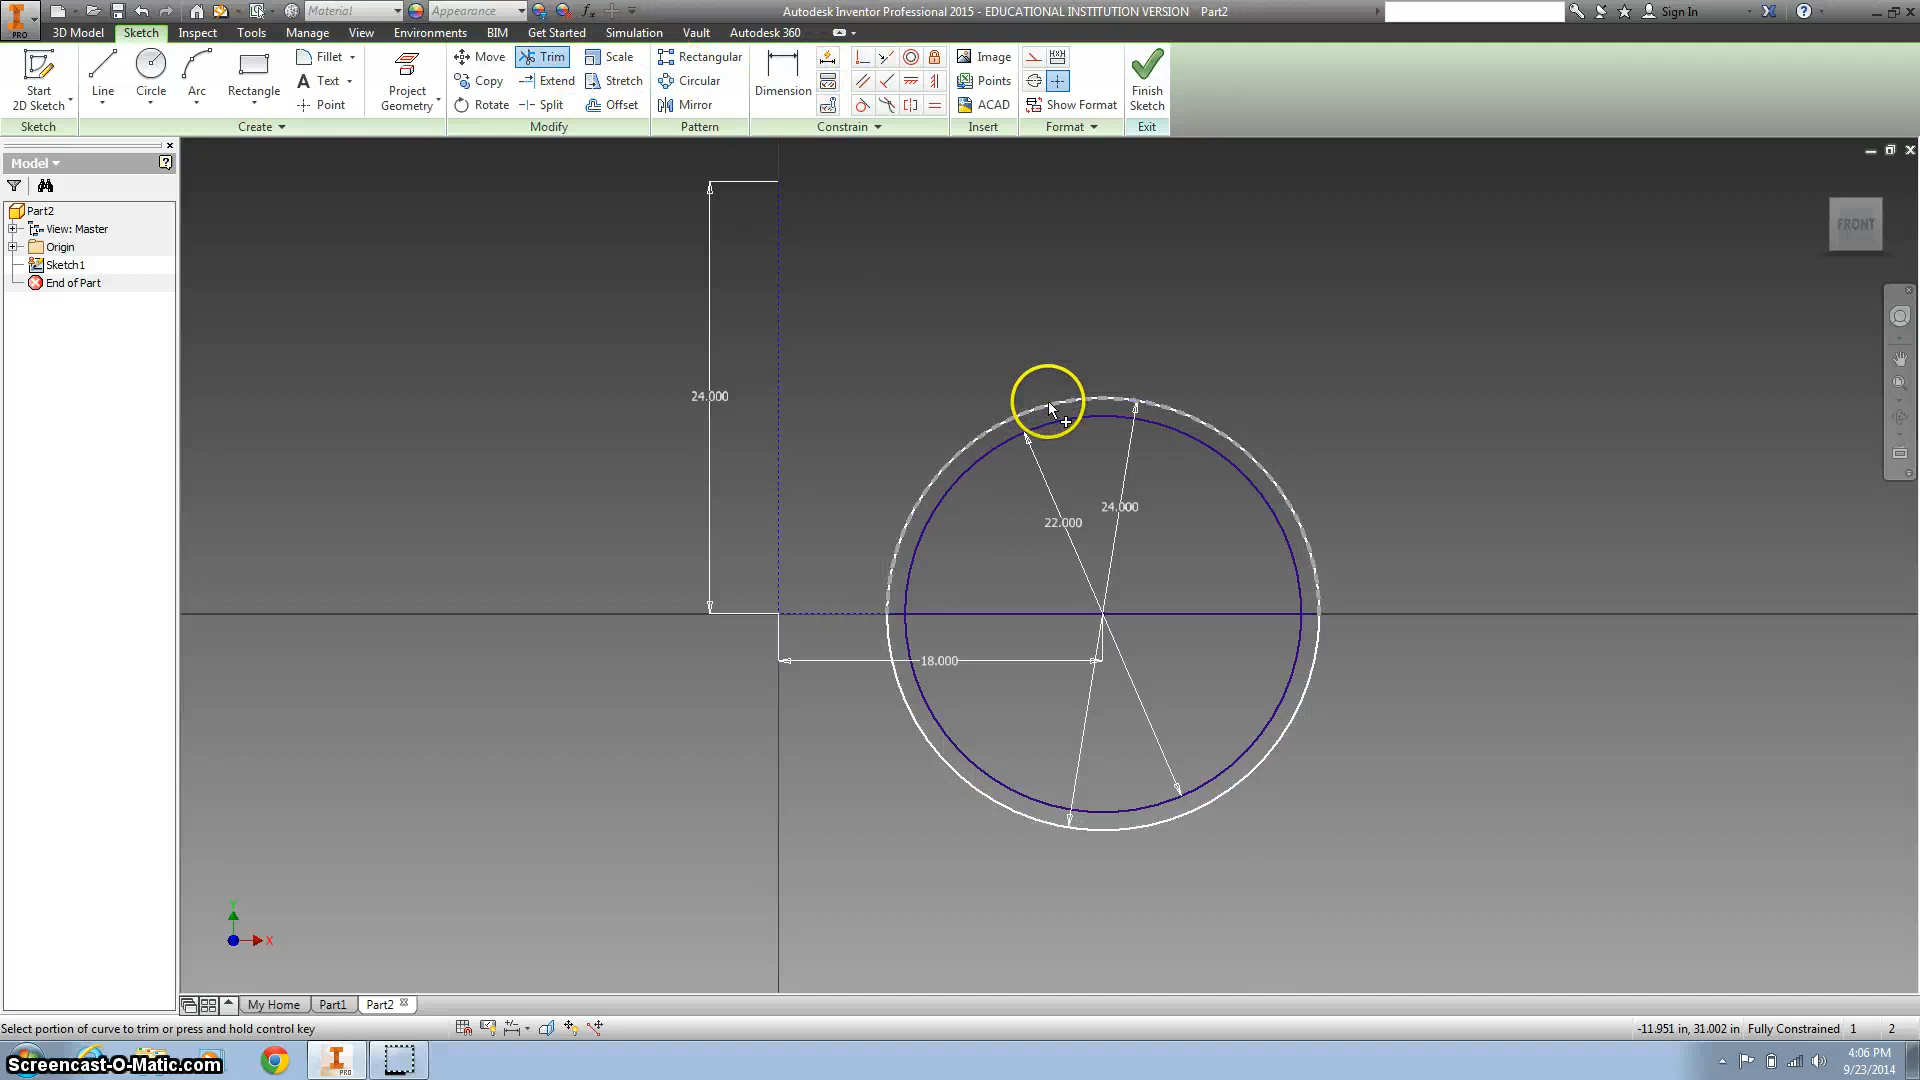 Material
Appearance
Autodesk Inventor Professional 2015 - EDUCATIONAL INSTITUTION VERSION Part2
Sign In
PRO
3D Model Sketch Inspect Tools Manage View Environments BIM Get Started Simulation Vault Autodesk 360
Start
2D Sketch
Line
Circle
Arc
Rectangle
Fillet
Text
Point
Project
Geometry
Move
Copy
Rotate
Trim
Extend
Split
Scale
Stretch
Offset
Rectangular
Circular
Mirror
Dimension
Image
Points
ACAD
Show Format
Finish
Sketch
Sketch Create Modify Pattern Constrain Insert Format Exit
Model
Part2
View: Master
Origin
Sketch1
End of Part
FRONT
24.000
24.000
22.000
18.000
Y
X
My Home Part1 Part2
Select portion of curve to trim or press and hold control key
-11.951 in, 31.002 in Fully Constrained 1 2
Screencast-O-Matic.com
PRO
4:06 PM
9/23/2014